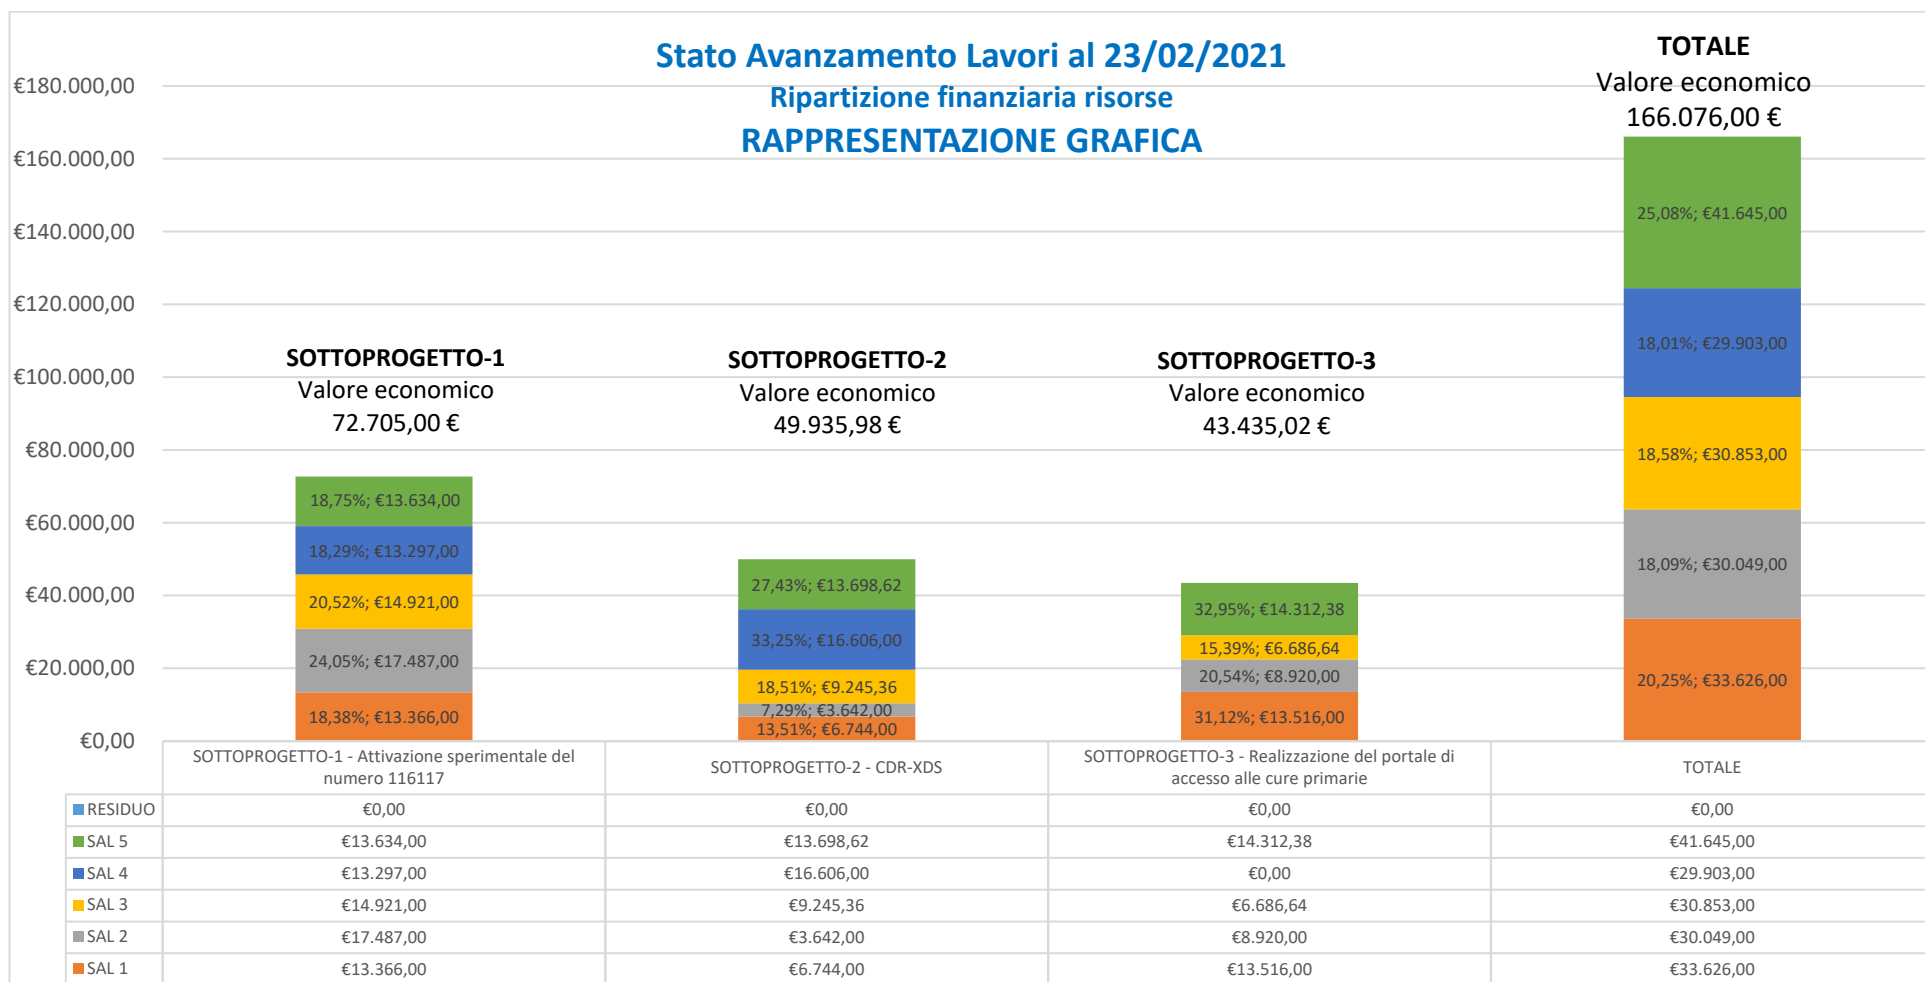 Stato Avanzamento Lavori al 23/02/2021
Ripartizione finanziaria risorse
RAPPRESENTAZIONE GRAFICA
TOTALE
Valore economico
166.076,00 €
€180.000,00
€160.000,00
€140.000,00
€120.000,00
€100.000,00
€80.000,00
€60.000,00
€40.000,00
€20.000,00
€0,00
SOTTOPROGETTO-1
Valore economico
72.705,00 €
SOTTOPROGETTO-2
Valore economico
49.935,98 €
SOTTOPROGETTO-3
Valore economico
43.435,02 €
18,75%; €13.634,00
18,29%; €13.297,00
20,52%; €14.921,00
24,05%; €17.487,00
18,38%; €13.366,00
27,43%; €13.698,62
33,25%; €16.606,00
18,51%; €9.245,36
7,29%; €3.642,00
13,51%; €6.744,00
32,95%; €14.312,38
15,39%; €6.686,64
20,54%; €8.920,00
31,12%; €13.516,00
25,08%; €41.645,00
18,01%; €29.903,00
18,58%; €30.853,00
18,09%; €30.049,00
20,25%; €33.626,00
SOTTOPROGETTO-1 - Attivazione sperimentale del
numero 116117
SOTTOPROGETTO-2 - CDR-XDS
SOTTOPROGETTO-3 - Realizzazione del portale di
accesso alle cure primarie
TOTALE
RESIDUO €0,00 €0,00 €0,00 €0,00
SAL 5 €13.634,00 €13.698,62 €14.312,38 €41.645,00
SAL 4 €13.297,00 €16.606,00 €0,00 €29.903,00
SAL 3 €14.921,00 €9.245,36 €6.686,64 €30.853,00
SAL 2 €17.487,00 €3.642,00 €8.920,00 €30.049,00
SAL 1 €13.366,00 €6.744,00 €13.516,00 €33.626,00